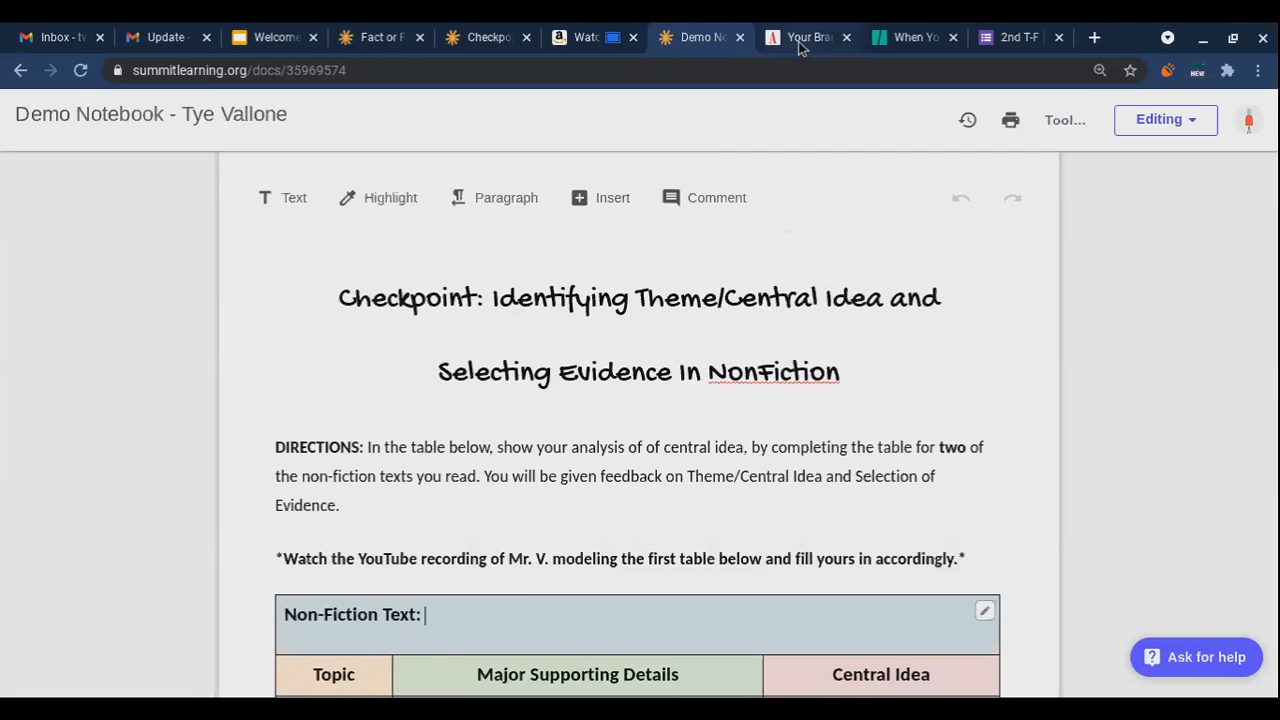 Inbox - tv
Update -
Welcome
Fact or F
Checkpo
Watc
Demo No
Your Brai
When Yo
2nd T-F
summitlearning.org/docs/35969574
NEW
Demo Notebook - Tye Vallone
Tool...
Editing
Text
Highlight
Paragraph
Insert
Comment
Checkpoint: Identifying Theme/Central Idea and
Selecting Evidence In NonFiction
DIRECTIONS: In the table below, show your analysis of of central idea, by completing the table for two of
the non-fiction texts you read. You will be given feedback on Theme/Central Idea and Selection of
Evidence.
*Watch the YouTube recording of Mr. V. modeling the first table below and fill yours in accordingly.*
Non-Fiction Text:
Topic
Major Supporting Details
Central Idea
Ask for help